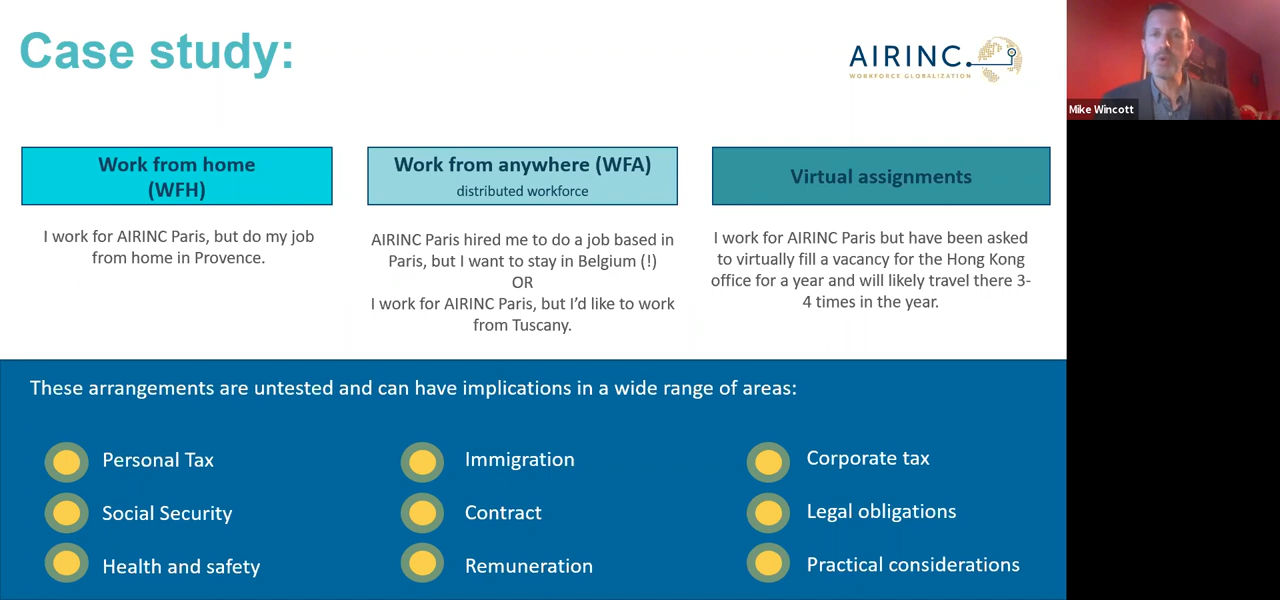 Case study:
AIRINC.
WORKFORCE GLOBALIZATION
Mike Wincott
Work from home
(WFH)
I work for AIRINC Paris, but do my job
from home in Provence.
Work from anywhere (WFA)
distributed workforce
AIRINC Paris hired me to do a job based in
Paris, but I want to stay in Belgium (!)
OR
I work for AIRINC Paris, but I'd like to work
from Tuscany.
Virtual assignments
I work for AIRINC Paris but have been asked
to virtually fill a vacancy for the Hong Kong
office for a year and will likely travel there 3-
4 times in the year.
These arrangements are untested and can have implications in a wide range of areas:
Personal Tax
Social Security
Health and safety
Immigration
Contract
Remuneration
Corporate tax
Legal obligations
Practical considerations